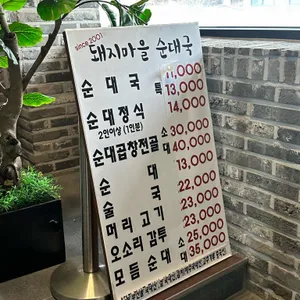 since 2001
돼지마을 순대국
순대국 11,000
특 13,000
순대정식 14,000
2인이상 (1인분)
순대곱창전골 소 30,000
대 40,000
순대 13,000
술국 22,000
머리고기 23,000
오소리감투 23,000
모듬순대 소 25,000
대 35,000